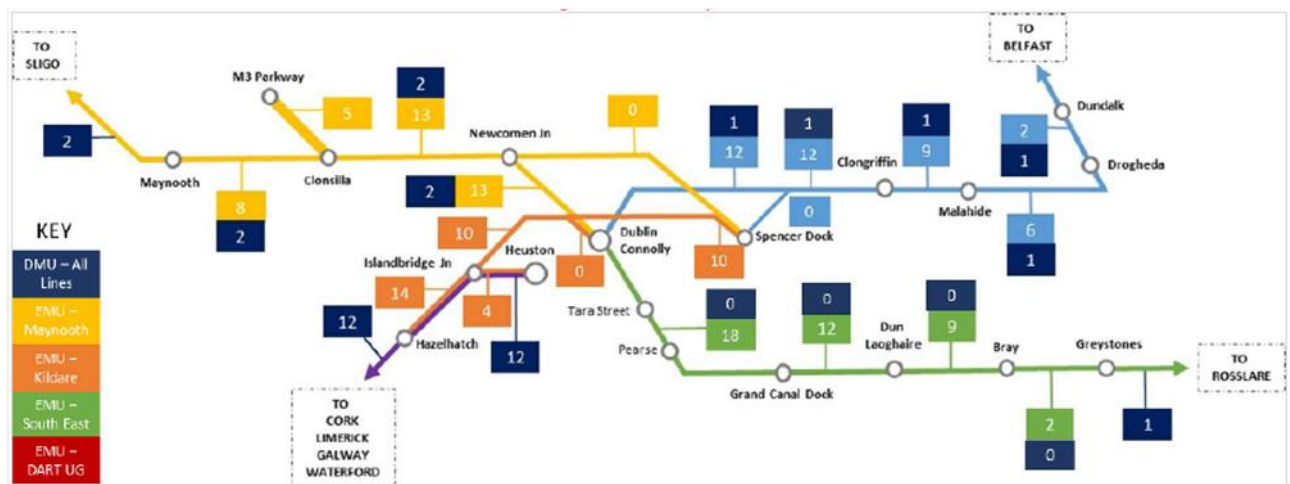 TO
SLIGO
M3 Parkway
2
5
2
13
Newcomen Jn
0
1
12
1
12
Clongriffin
1
9
TO
BELFAST
Dundalk
2
1
Drogheda
Maynooth
Clonsilla
8
2
2
13
0
Malahide
6
1
KEY
DMU – All
Lines
EMU –
Maynooth
EMU –
Kildare
EMU –
South East
EMU –
DART UG
10
Islandbridge Jn
Heuston
0
Dublin
Connolly
10
Spencer Dock
14
4
12
12
Hazelhatch
TO
CORK
LIMERICK
GALWAY
WATERFORD
Tara Street
Pearse
0
18
0
12
Grand Canal Dock
Dun
Laoghaire
0
9
Bray
Greystones
2
0
1
TO
ROSSLARE